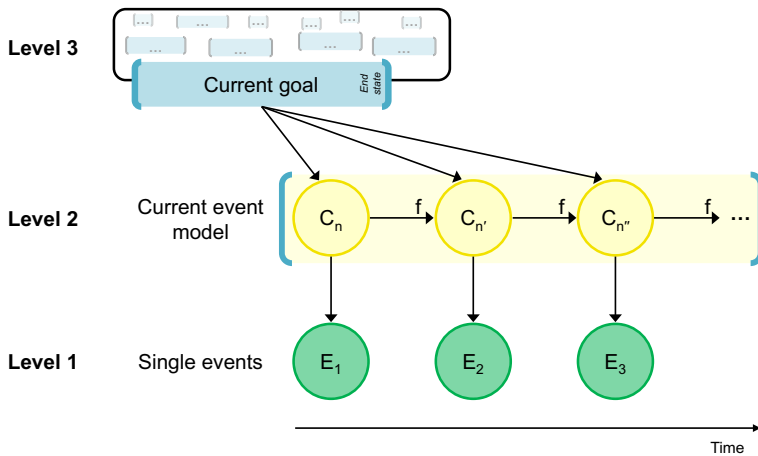 [...] [...] [...] [...] [...] [...]
Level 3
[...] [...] [...] [...]
Current goal
End
state
Level 2
Current event
model
Cn f Cn′ f Cn″ f ...
Level 1
Single events
E1 E2 E3
Time